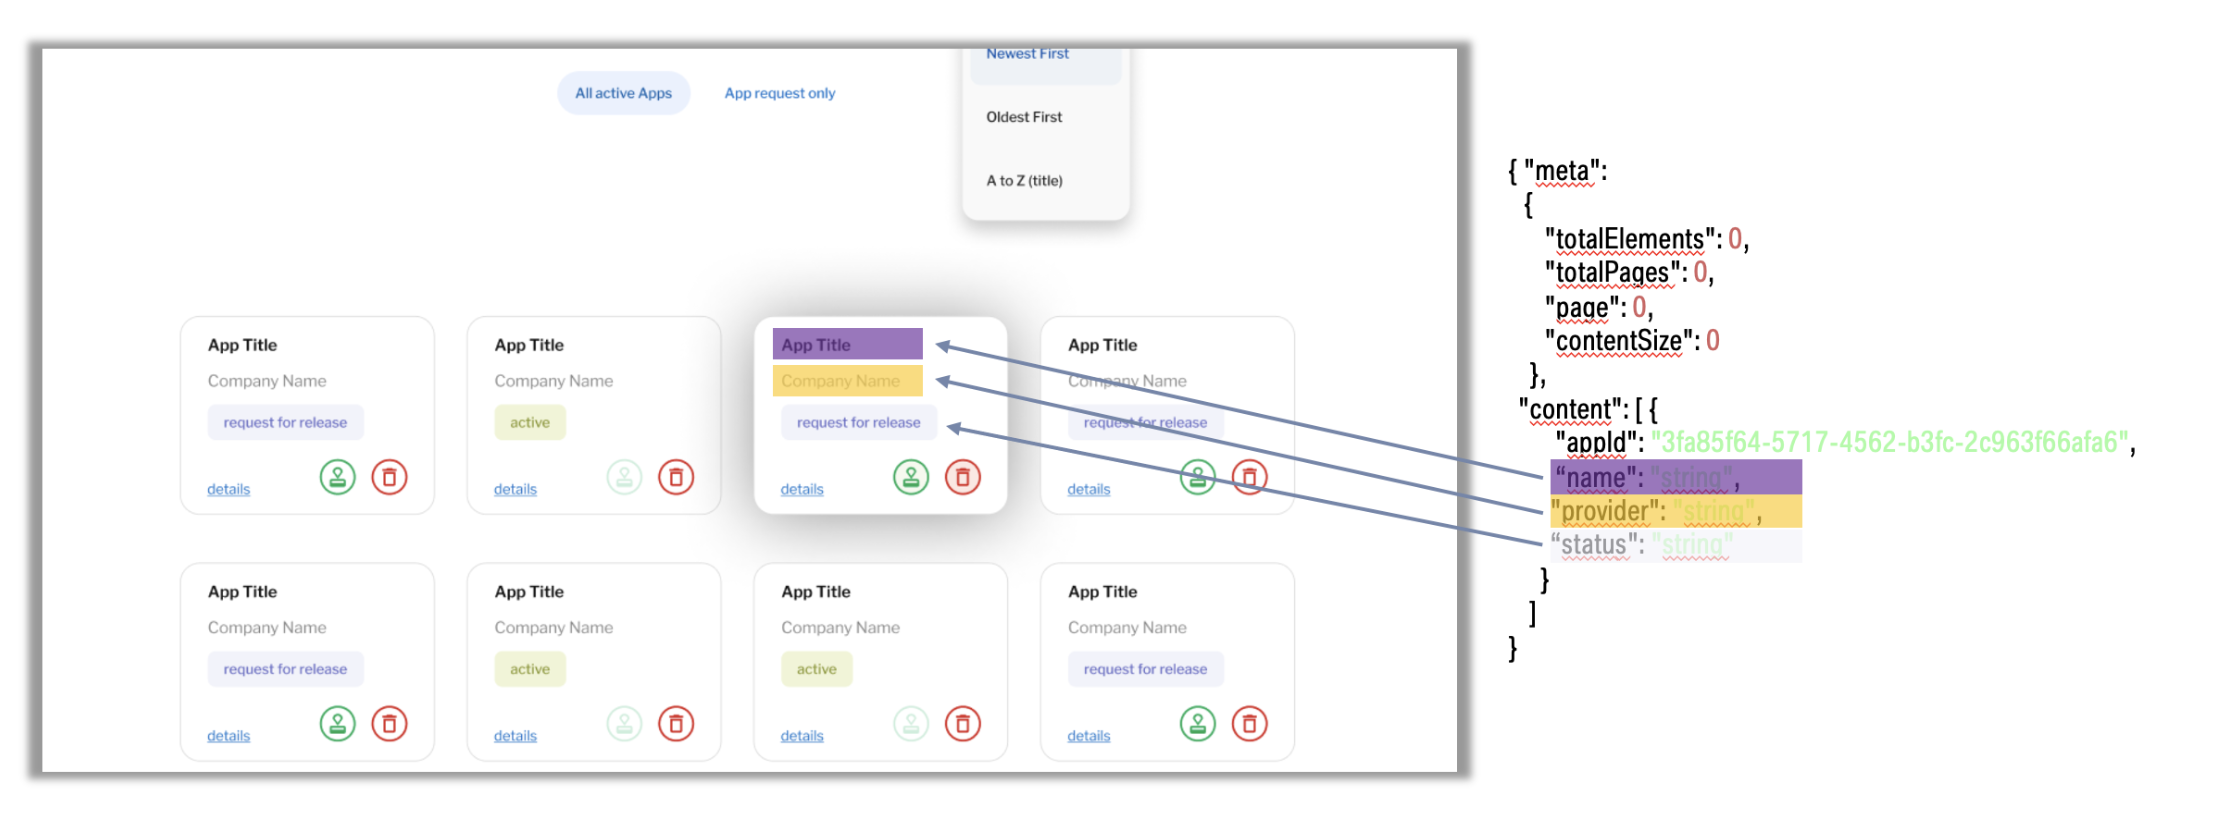 Newest First
All active Apps
App request only
Oldest First
A to Z (title)
App Title
Company Name
request for release
details
App Title
Company Name
active
details
App Title
Company Name
request for release
details
App Title
Company Name
request for release
details
App Title
Company Name
request for release
details
App Title
Company Name
active
details
App Title
Company Name
active
details
App Title
Company Name
request for release
details
{ "meta":
{
"totalElements": 0,
"totalPages": 0,
"page": 0,
"contentSize": 0
},
"content": [ {
"appId": "3fa85f64-5717-4562-b3fc-2c963f66afa6",
“name": "string",
"provider": "string",
“status": "string"
}
]
}